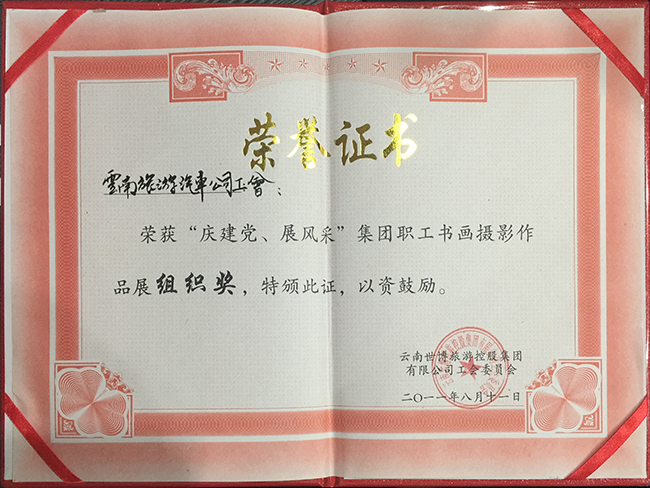 荣誉证书
雲南旅游汽車公司工會：
荣获“庆建党、展风采”集团职工书画摄影作
品展组织奖，特颁此证，以资鼓励。
云南世博旅游控股集团
有限公司工会委员会
二〇一一年八月十一日